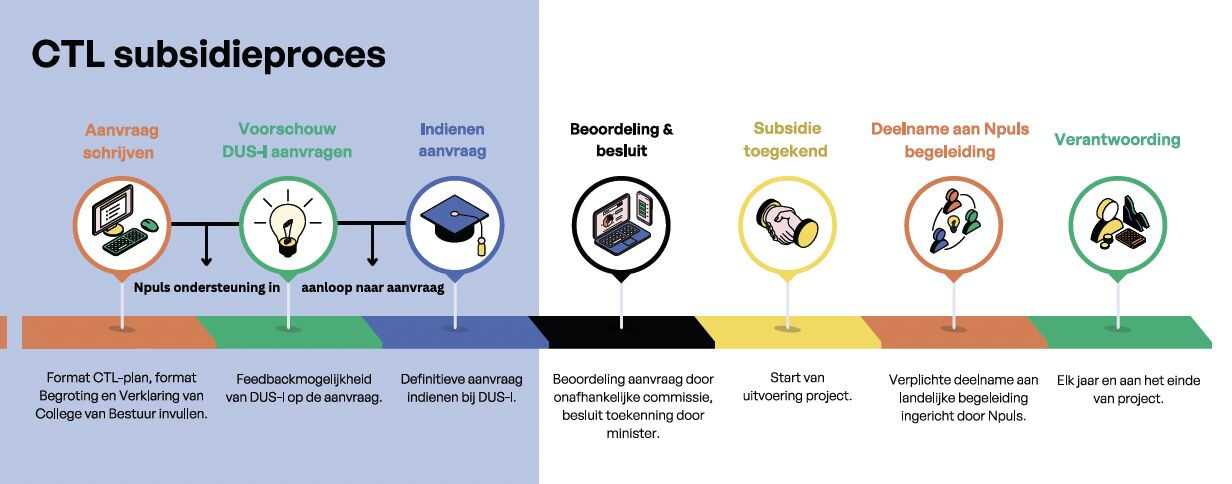 CTL subsidieproces
Aanvraag
schrijven
Voorschouw
DUS-I aanvragen
Indienen
aanvraag
Beoordeling &
besluit
Subsidie
toegekend
Deelname aan Npuls
begeleiding
Verantwoording
Npuls ondersteuning in
aanloop naar aanvraag
Format CTL-plan, format
Begroting en Verklaring van
College van Bestuur invullen.
Feedbackmogelijkheid
van DUS-I op de aanvraag.
Definitieve aanvraag
indienen bij DUS-I.
Beoordeling aanvraag door
onafhankelijke commissie,
besluit toekenning door
minister.
Start van
uitvoering project.
Verplichte deelname aan
landelijke begeleiding
ingericht door Npuls.
Elk jaar en aan het einde
van project.